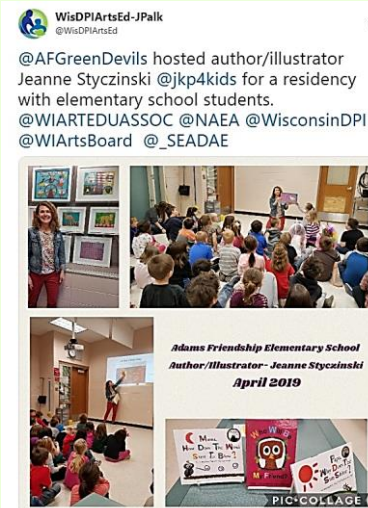 WisDPIArtsEd-JPalk
@WisDPIArtsEd
@AFGreenDevils hosted author/illustrator
Jeanne Styczinski @jkp4kids for a residency
with elementary school students.
@WIARTEDUASSOC @NAEA @WisconsinDPI
@WIArtsBoard @_SEADAE
Adams Friendship Elementary School
Author/Illustrator- Jeanne Styczinski
April 2019
PIC•COLLAGE